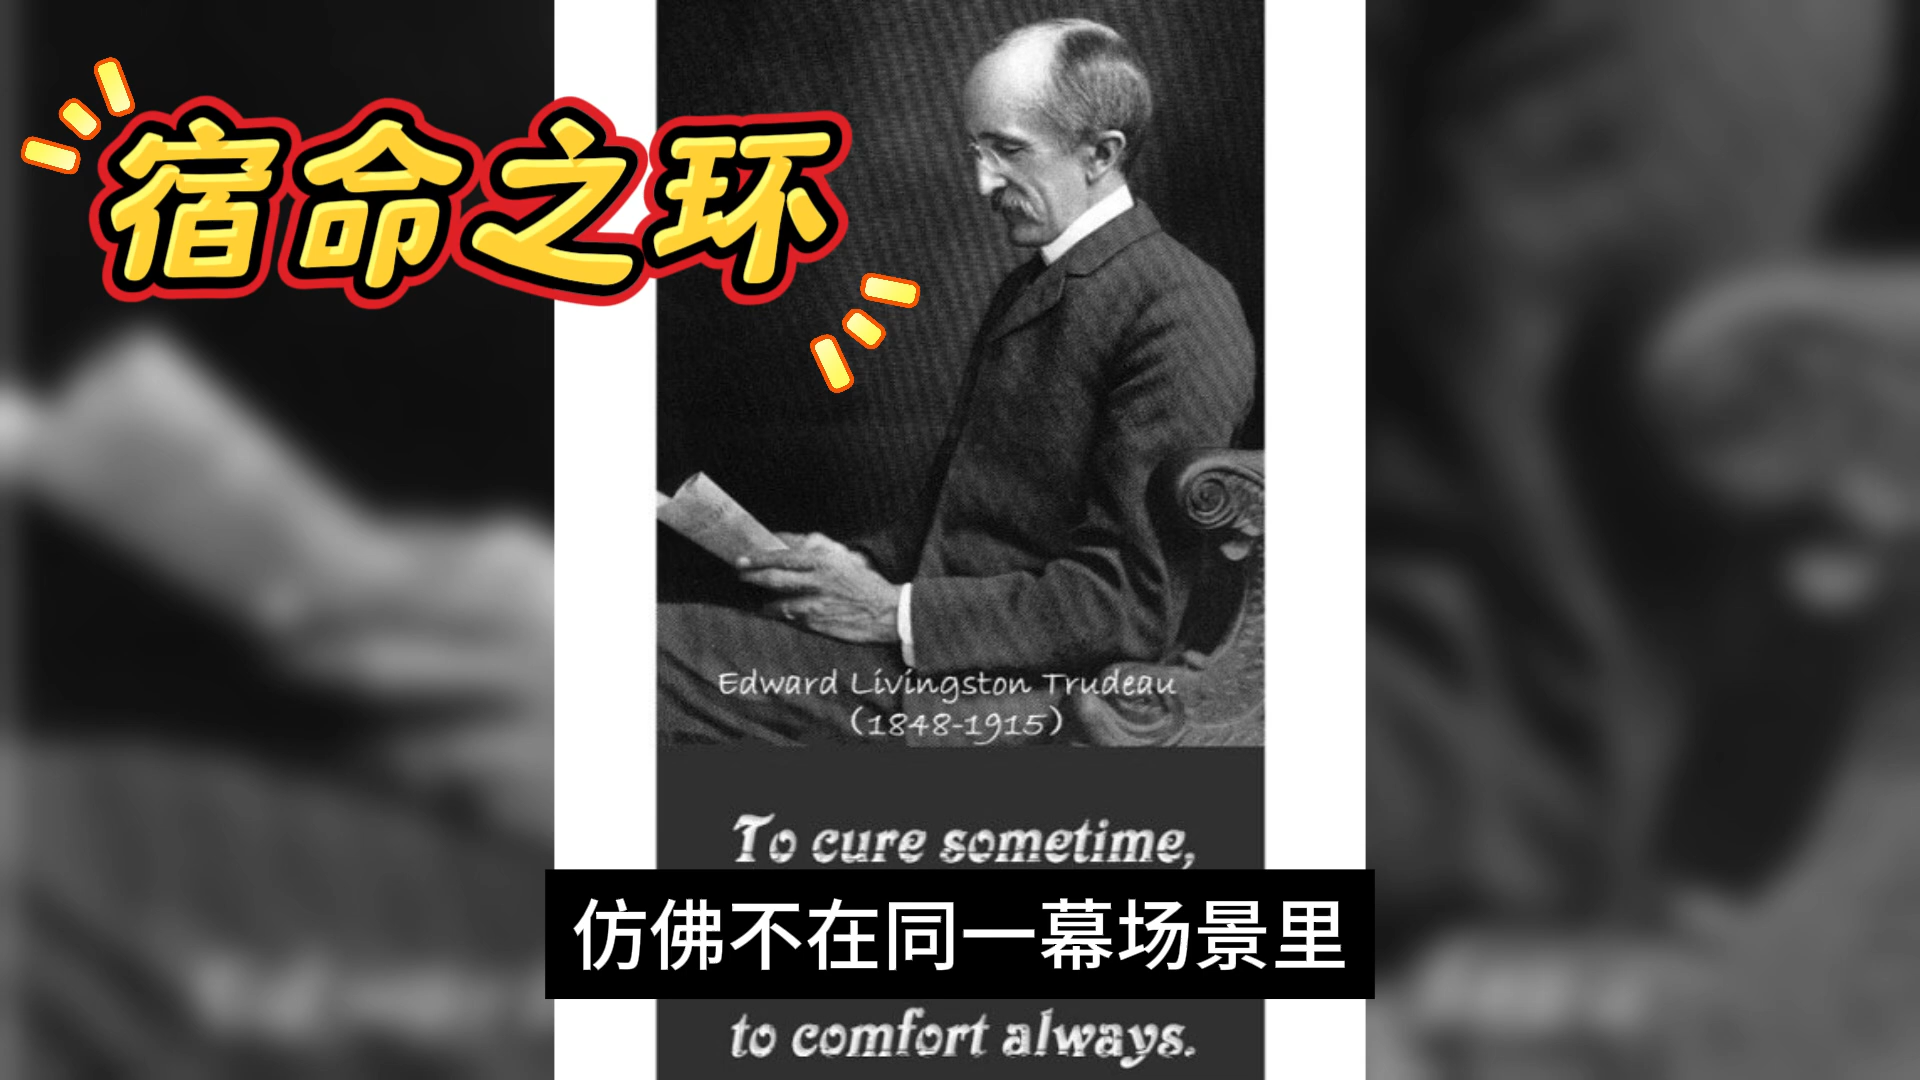 宿命之环
Edward Livingston Trudeau
(1848-1915)
To cure sometime,
仿佛不在同一幕场景里
to comfort always.